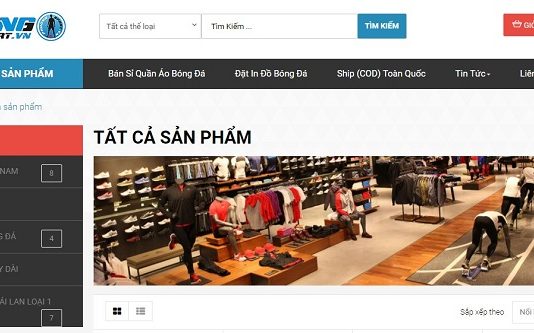 RT.VN
Tất cả thể loại
Tìm Kiếm ...
TÌM KIẾM
GIỎ
SẢN PHẨM
Bán Sỉ Quần Áo Bóng Đá
Đặt In Đồ Bóng Đá
Ship (COD) Toàn Quốc
Tin Tức
Liên
sản phẩm
TẤT CẢ SẢN PHẨM
NAM
8
G ĐÁ
4
Y DÀI
ÁI LAN LOẠI 1
7
Sắp xếp theo
Nổi